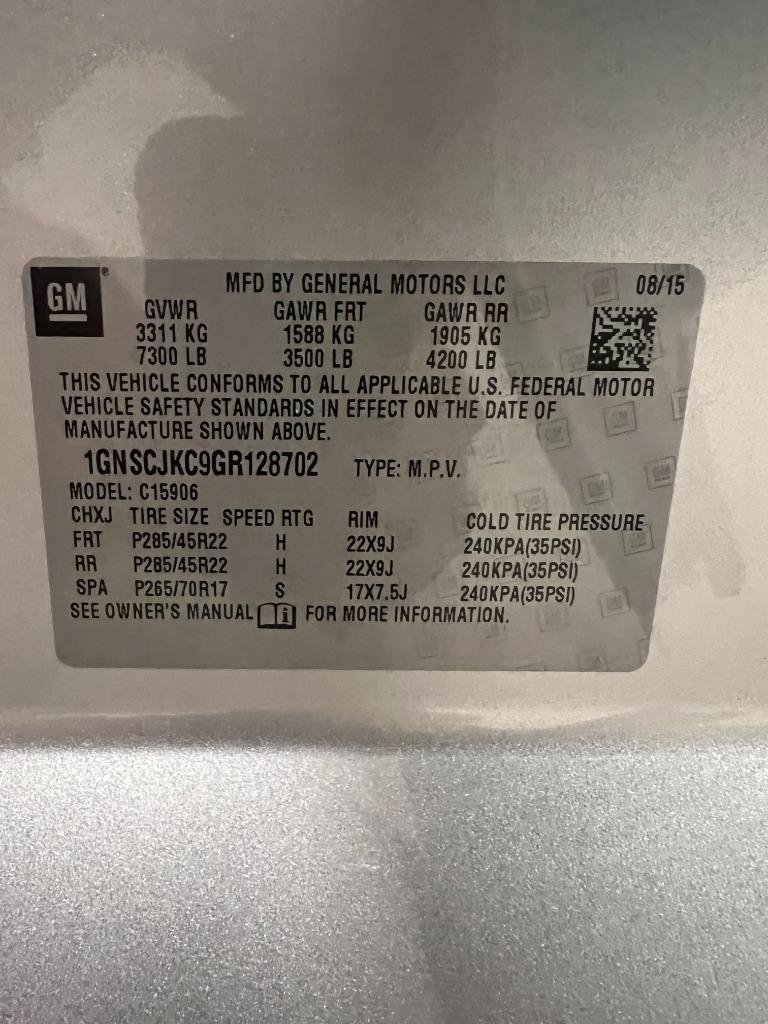 GM ® MFD BY GENERAL MOTORS LLC 08/15
GVWR GAWR FRT GAWR RR
3311 KG 1588 KG 1905 KG
7300 LB 3500 LB 4200 LB
THIS VEHICLE CONFORMS TO ALL APPLICABLE U.S. FEDERAL MOTOR
VEHICLE SAFETY STANDARDS IN EFFECT ON THE DATE OF
MANUFACTURE SHOWN ABOVE.
1GNSCJKC9GR128702 TYPE: M.P.V.
MODEL: C15906
CHXJ TIRE SIZE SPEED RTG RIM COLD TIRE PRESSURE
FRT P285/45R22 H 22X9J 240KPA(35PSI)
RR P285/45R22 H 22X9J 240KPA(35PSI)
SPA P265/70R17 S 17X7.5J 240KPA(35PSI)
SEE OWNER'S MANUAL i FOR MORE INFORMATION.